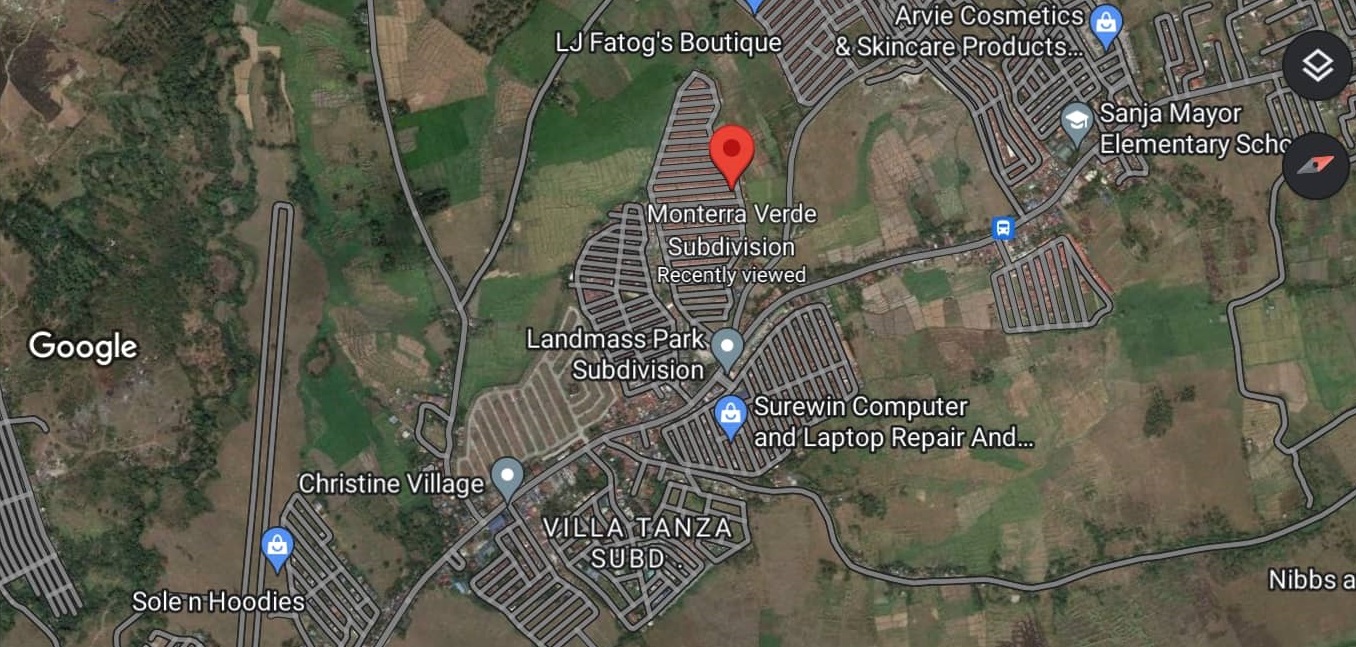 Arvie Cosmetics
& Skincare Products...
LJ Fatog's Boutique
Sanja Mayor
Elementary Scho
Monterra Verde
Subdivision
Recently viewed
Google
Landmass Park
Subdivision
Surewin Computer
and Laptop Repair And...
Christine Village
VILLA TANZA
SUBD.
Nibbs a
Sole n Hoodies